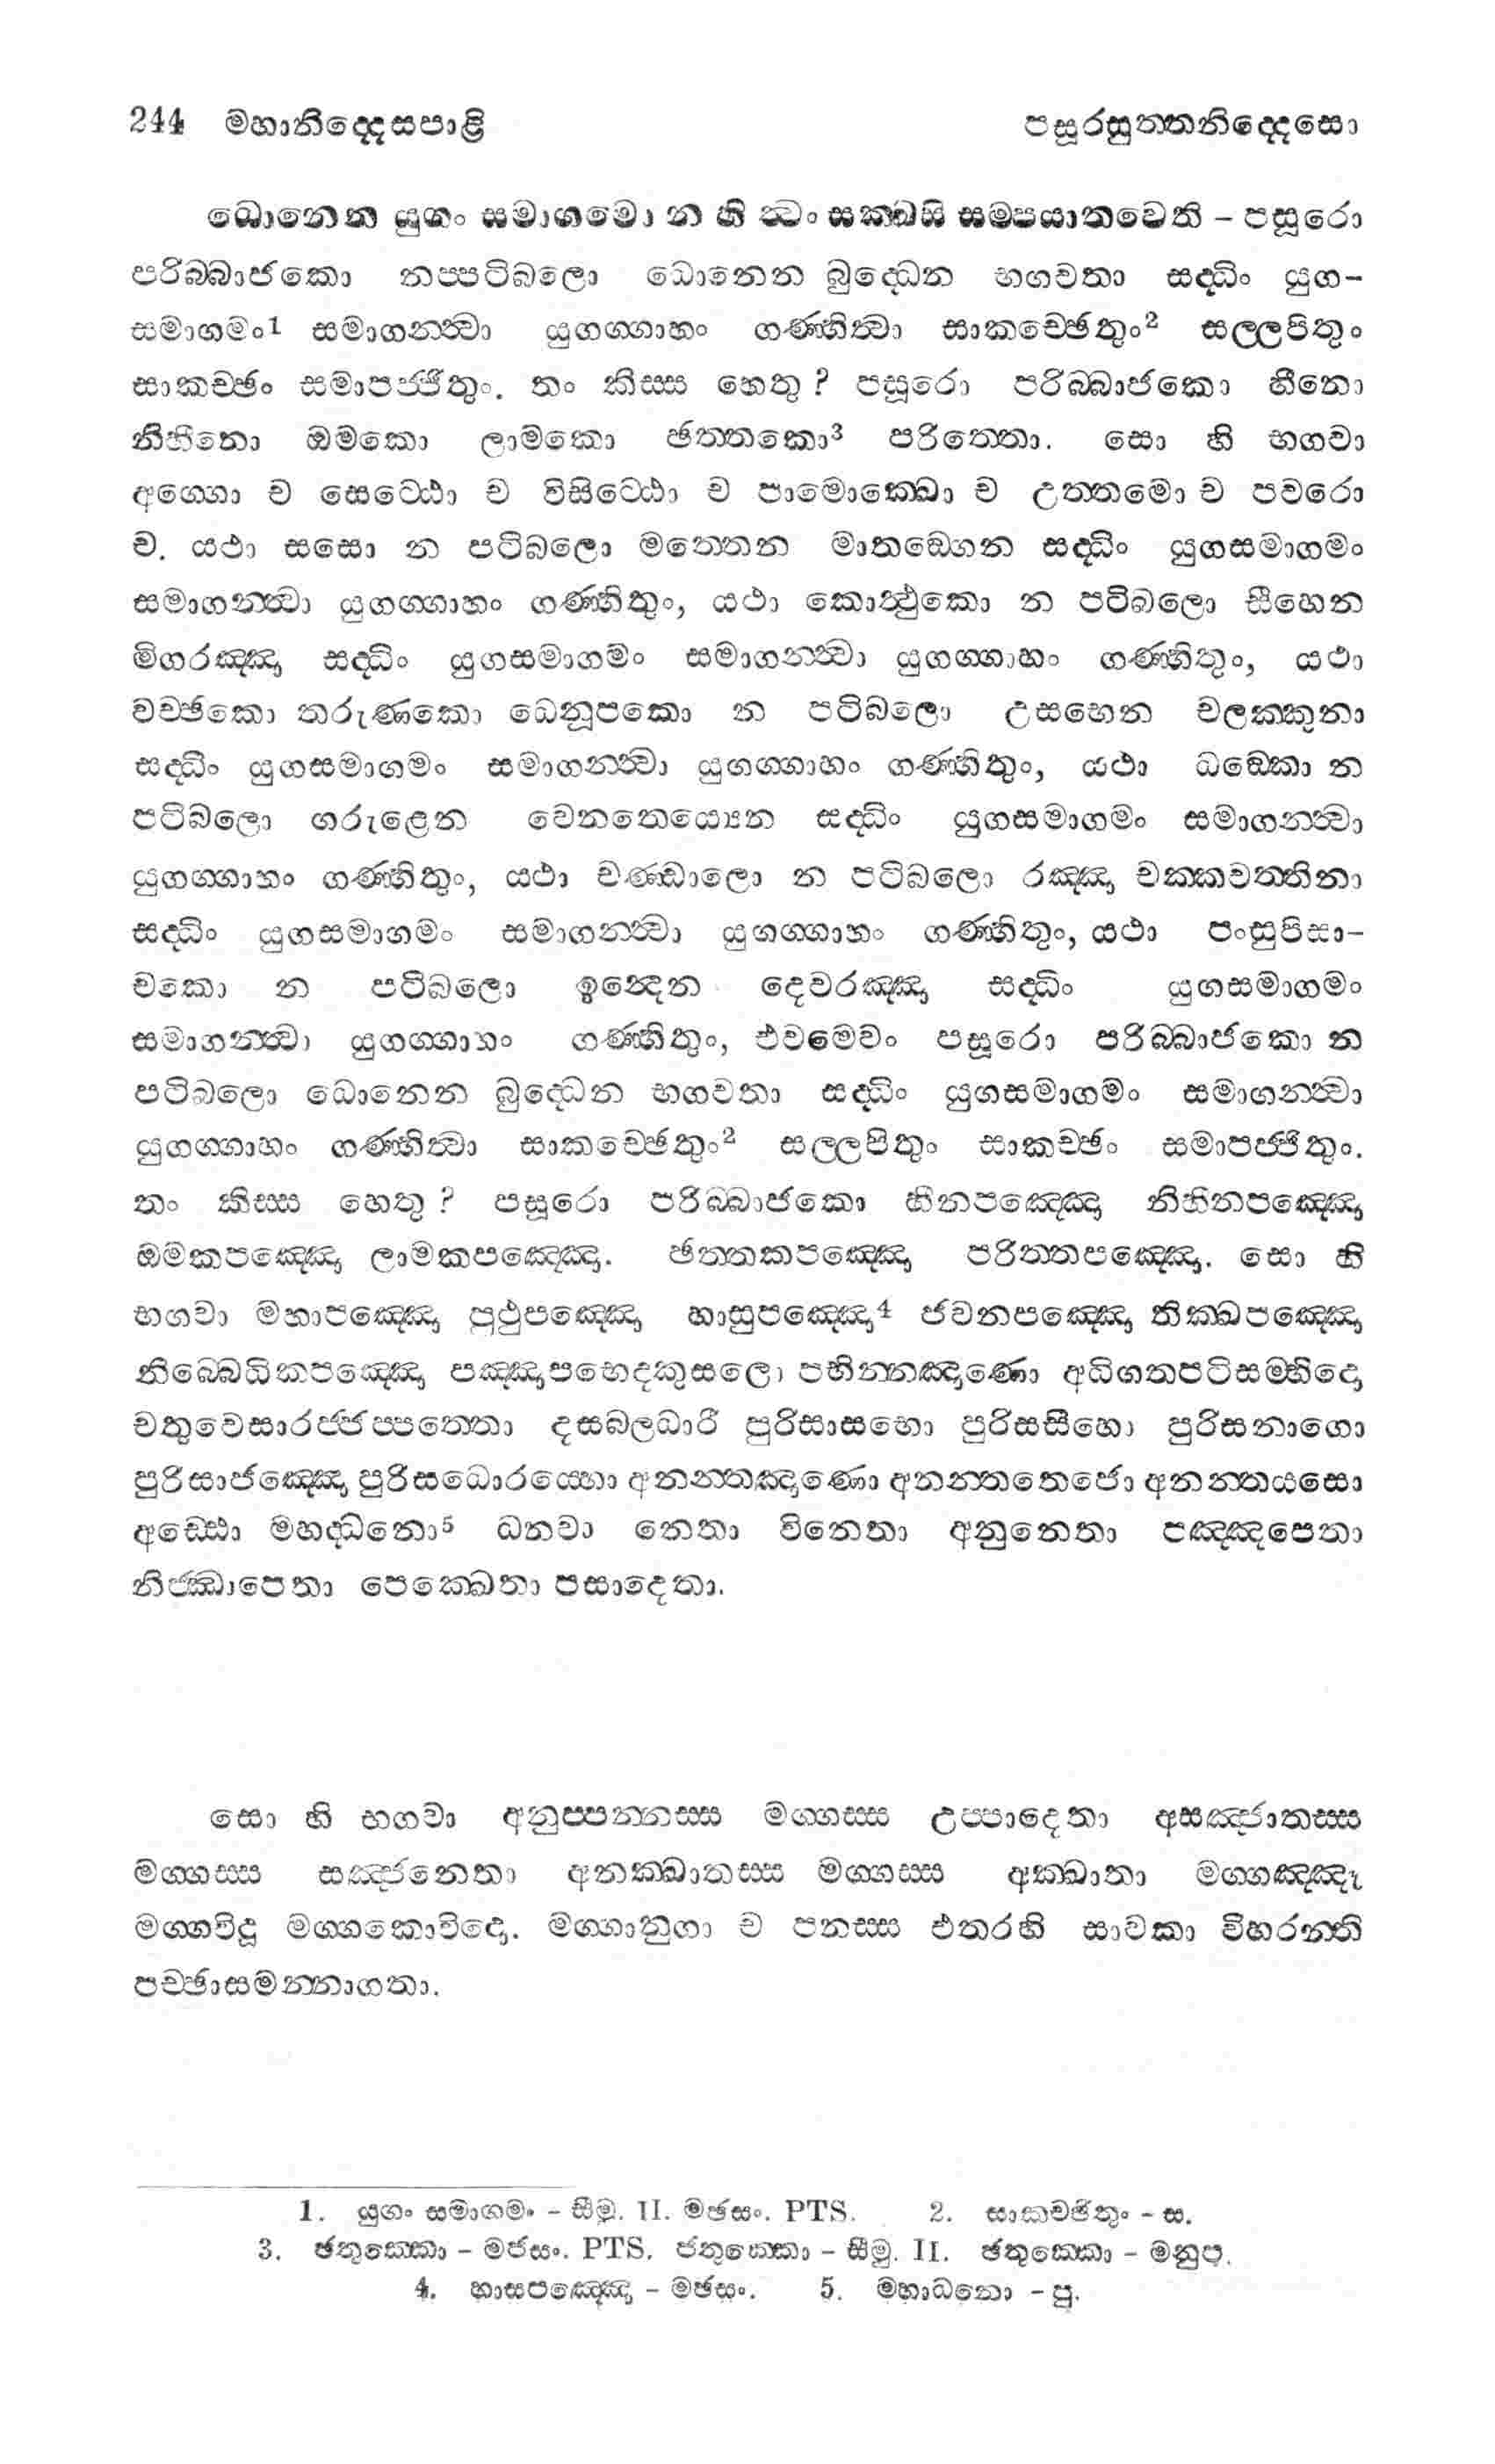 244 මහානිද්දෙසපාළි පසූරසුත්තනිද්දෙසො
ධොනෙන යුගං සමාගමො න හි ත්වං සක්ඛසි සම්පයාතවෙති – පසූරො
පරිබ්බාජකො නප්පටිබලො ධොනෙන බුද්ධෙන භගවතා සද්ධිං යුග-
සමාගමං1 සමාගන්ත්වා යුගග්ගාහං ගණ්හිත්වා සාකච්ඡෙතුං2 සල්ලපිතුං
සාකච්ඡං සමාපජ්ජිතුං. තං කිස්ස හෙතු? පසූරො පරිබ්බාජකො හීනො
නිහීනො ඔමකො ලාමකො ඡත්තකො3 පරිත්තො. සො හි භගවා
අග්ගො ච සෙට්ඨො ච විසිට්ඨො ච පාමොක්ඛො ච උත්තමො ච පවරො
ච. යථා සසො න පටිබලො මත්තෙන මාතඞ්ගෙන සද්ධිං යුගසමාගමං
සමාගන්ත්වා යුගග්ගාහං ගණ්හිතුං, යථා කොත්ථුකො න පටිබලො සීහෙන
මිගරඤ්ඤා සද්ධිං යුගසමාගමං සමාගන්ත්වා යුගග්ගාහං ගණ්හිතුං, යථා
වච්ඡකො තරුණකො ධෙනූපකො න පටිබලො උසභෙන චලක්කුනා
සද්ධිං යුගසමාගමං සමාගන්ත්වා යුගග්ගාහං ගණ්හිතුං, යථා ධඞ්කො න
පටිබලො ගරුළෙන වෙනතෙය්‍යෙන සද්ධිං යුගසමාගමං සමාගන්ත්වා
යුගග්ගාහං ගණ්හිතුං, යථා චණ්ඩාලො න පටිබලො රඤ්ඤා චක්කවත්තිනා
සද්ධිං යුගසමාගමං සමාගන්ත්වා යුගග්ගාහං ගණ්හිතුං, යථා පංසුපිසා-
චකො න පටිබලො ඉන්දෙන දෙවරඤ්ඤා සද්ධිං යුගසමාගමං
සමාගන්ත්වා යුගග්ගාහං ගණ්හිතුං, එවමෙවං පසූරො පරිබ්බාජකො න
පටිබලො ධොනෙන බුද්ධෙන භගවතා සද්ධිං යුගසමාගමං සමාගන්ත්වා
යුගග්ගාහං ගණ්හිත්වා සාකච්ඡෙතුං2 සල්ලපිතුං සාකච්ඡං සමාපජ්ජිතුං.
තං කිස්ස හෙතු? පසූරො පරිබ්බාජකො හීනපඤ්ඤො නිහීනපඤ්ඤො
ඔමකපඤ්ඤො ලාමකපඤ්ඤො. ඡත්තකපඤ්ඤො පරිත්තපඤ්ඤො. සො හි
භගවා මහාපඤ්ඤො පුථුපඤ්ඤො හාසුපඤ්ඤො4 ජවනපඤ්ඤො තික්ඛපඤ්ඤො
නිබ්බෙධිකපඤ්ඤො පඤ්ඤාපභෙදකුසලො පභින්නඤාණො අධිගතපටිසම්භිදො
චතුවෙසාරජ්ජප්පත්තො දසබලධාරී පුරිසාසභො පුරිසසීහො පුරිසනාගො
පුරිසාජඤ්ඤො පුරිසධොරය්හො අනන්තඤාණො අනන්තතෙජො අනන්තයසො
අඩ්ඪො මහද්ධනො5 ධනවා නෙතා විනෙතා අනුනෙතා පඤ්ඤපෙතා
නිජ්ඣාපෙතා පෙක්ඛෙතා පසාදෙතා.
සො හි භගවා අනුප්පන්නස්ස මග්ගස්ස උප්පාදෙතා අසඤ්ජාතස්ස
මග්ගස්ස සඤ්ජනෙතා අනක්ඛාතස්ස මග්ගස්ස අක්ඛාතා මග්ගඤ්ඤූ
මග්ගවිදූ මග්ගකොවිදො. මග්ගානුගා ච පනස්ස එතරහි සාවකා විහරන්ති
පච්ඡාසමන්නාගතා.
1. යුගං සමාගමං – සීමු. II. මඡසං. PTS. 2. සාකච්ඡිතුං – ස.
3. ඡතුක්කො – මජසං. PTS. ජතුක්කො – සීමු. II. ඡතුක්කො – මනුප.
4. හාසපඤ්ඤො – මඡසං. 5. මහාධනො – පු.